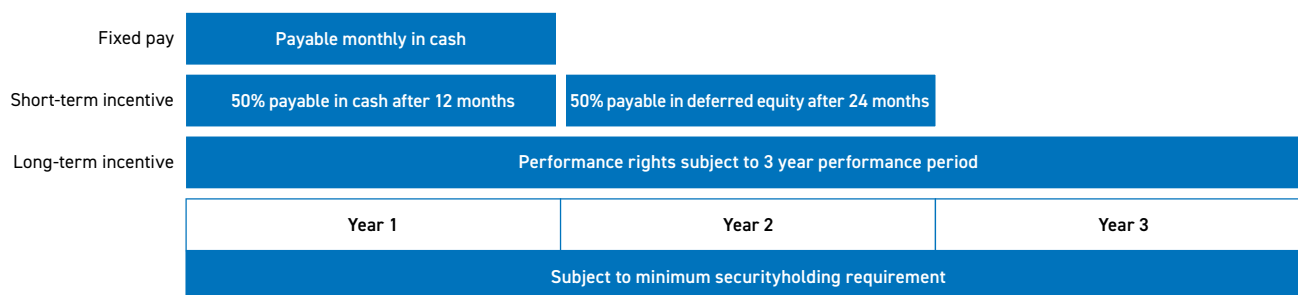 Fixed pay
Payable monthly in cash
Short-term incentive
50% payable in cash after 12 months
50% payable in deferred equity after 24 months
Long-term incentive
Performance rights subject to 3 year performance period
Year 1
Year 2
Year 3
Subject to minimum securityholding requirement